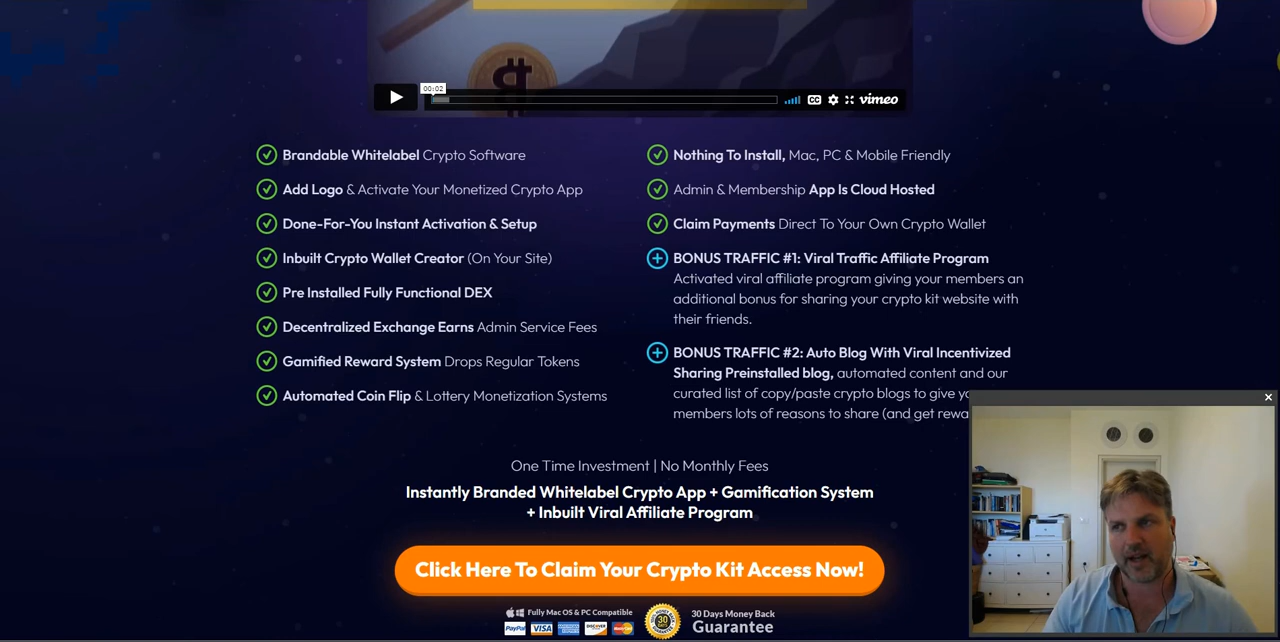 00:02
CC
vimeo
Brandable Whitelabel Crypto Software
Add Logo & Activate Your Monetized Crypto App
Done-For-You Instant Activation & Setup
Inbuilt Crypto Wallet Creator (On Your Site)
Pre Installed Fully Functional DEX
Decentralized Exchange Earns Admin Service Fees
Gamified Reward System Drops Regular Tokens
Automated Coin Flip & Lottery Monetization Systems
Nothing To Install, Mac, PC & Mobile Friendly
Admin & Membership App Is Cloud Hosted
Claim Payments Direct To Your Own Crypto Wallet
BONUS TRAFFIC #1: Viral Traffic Affiliate Program
Activated viral affiliate program giving your members an
additional bonus for sharing your crypto kit website with
their friends.
BONUS TRAFFIC #2: Auto Blog With Viral Incentivized
Sharing Preinstalled blog, automated content and our
curated list of copy/paste crypto blogs to give
members lots of reasons to share (and get
One Time Investment | No Monthly Fees
Instantly Branded Whitelabel Crypto App + Gamification System
+ Inbuilt Viral Affiliate Program
Click Here To Claim Your Crypto Kit Access Now!
Fully Mac OS & PC Compatible
PayPal VISA DISCOVER
30
30 Days Money Back
Guarantee